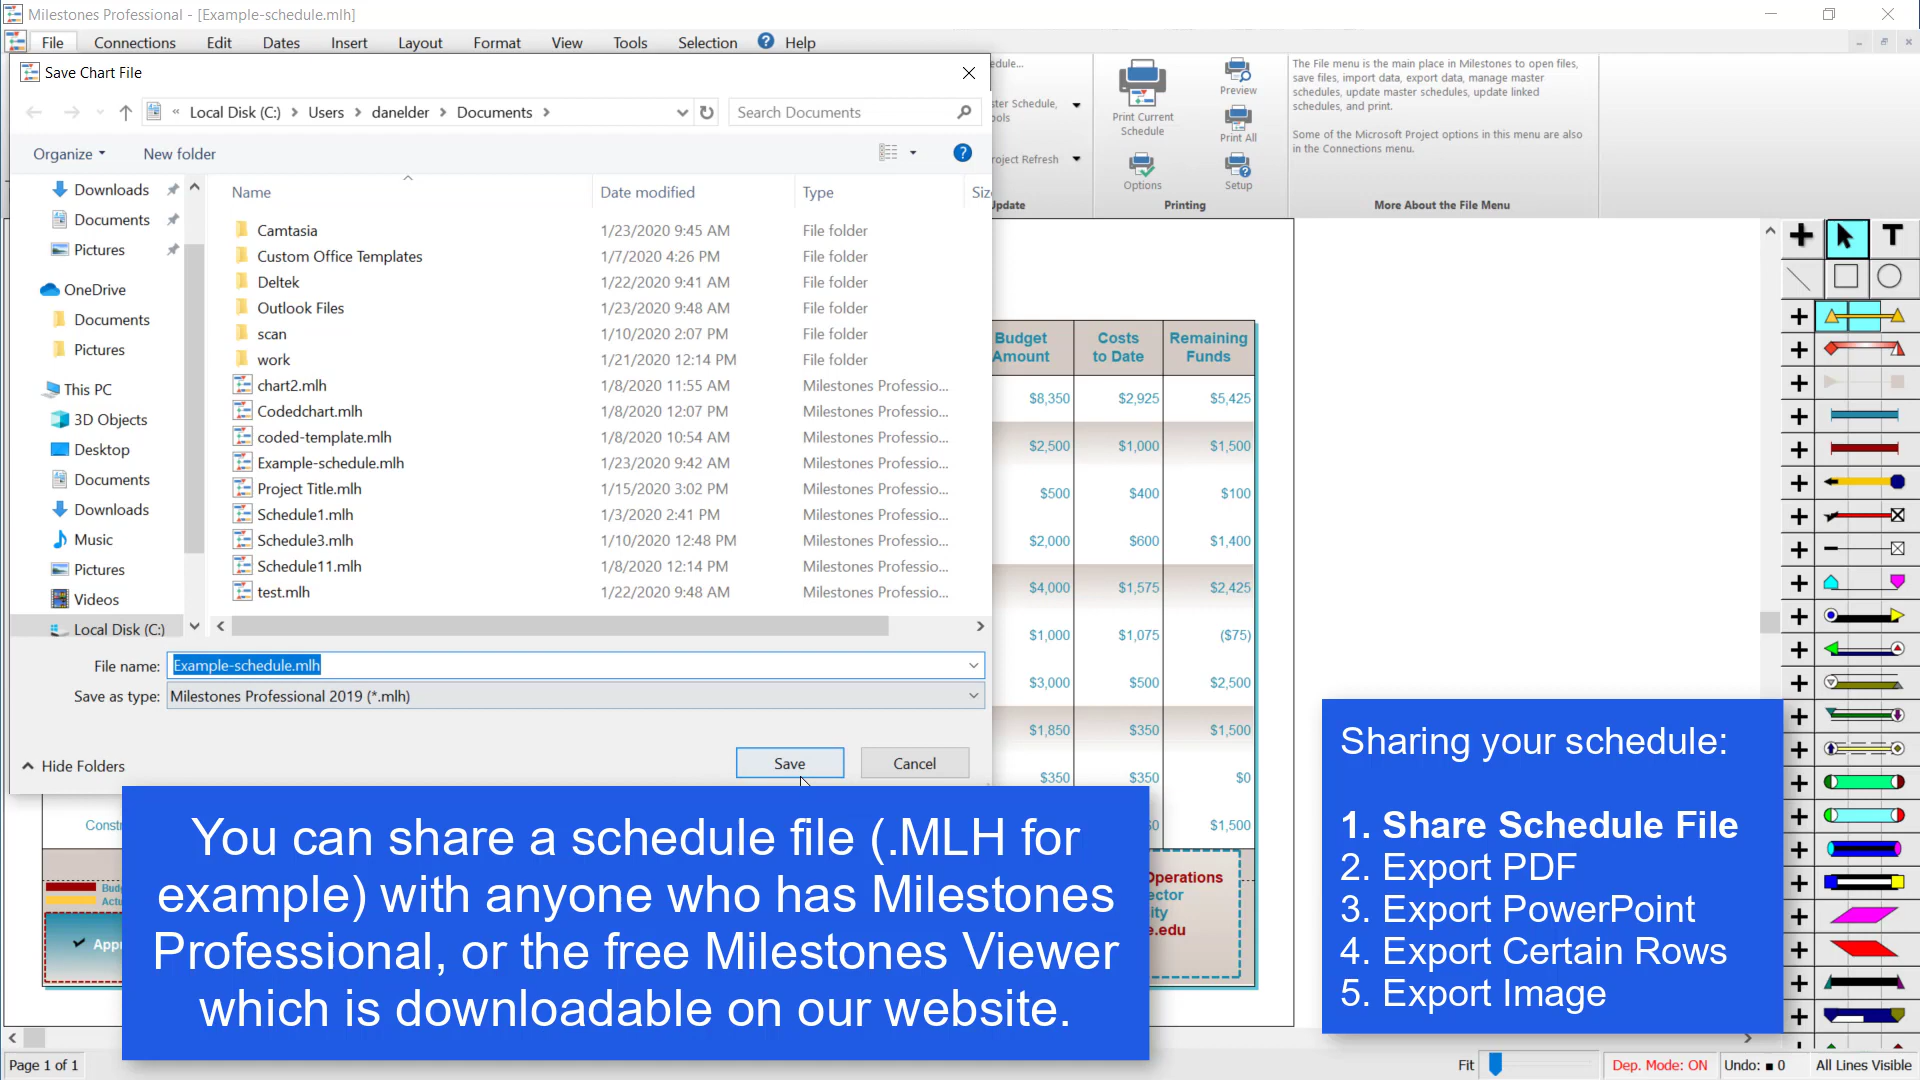 Milestones Professional - [Example-schedule.mlh]
File Connections Edit Dates Insert Layout Format View Tools Selection Help
Save Chart File
« Local Disk (C:) Users danelder Documents
Search Documents
Organize New folder
Downloads
Documents
Pictures
OneDrive
Documents
Pictures
This PC
3D Objects
Desktop
Documents
Downloads
Music
Pictures
Videos
Local Disk (C:)
Name Date modified Type
Camtasia 1/23/2020 9:45 AM File folder
Custom Office Templates 1/7/2020 4:26 PM File folder
Deltek 1/22/2020 9:41 AM File folder
Outlook Files 1/23/2020 9:48 AM File folder
scan 1/10/2020 2:07 PM File folder
work 1/21/2020 12:14 PM File folder
chart2.mlh 1/8/2020 11:55 AM Milestones Professio...
Codedchart.mlh 1/8/2020 12:07 PM Milestones Professio...
coded-template.mlh 1/8/2020 10:54 AM Milestones Professio...
Example-schedule.mlh 1/23/2020 9:42 AM Milestones Professio...
Project Title.mlh 1/15/2020 3:02 PM Milestones Professio...
Schedule1.mlh 1/3/2020 2:41 PM Milestones Professio...
Schedule3.mlh 1/10/2020 12:48 PM Milestones Professio...
Schedule11.mlh 1/8/2020 12:14 PM Milestones Professio...
test.mlh 1/22/2020 9:48 AM Milestones Professio...
File name: Example-schedule.mlh
Save as type: Milestones Professional 2019 (*.mlh)
Hide Folders
Save Cancel
Print Current
Schedule
Preview
Print All
Options Setup
Printing
The File menu is the main place in Milestones to open files,
save files, import data, export data, manage master
schedules, update master schedules, update linked
schedules, and print.
Some of the Microsoft Project options in this menu are also
in the Connections menu.
More About the File Menu
T
Budget
Amount
Costs
to Date
Remaining
Funds
$8,350 $2,925 $5,425
$2,500 $1,000 $1,500
$500 $400 $100
$2,000 $600 $1,400
$4,000 $1,575 $2,425
$1,000 $1,075 ($75)
$3,000 $500 $2,500
$1,850 $350 $1,500
$350 $350 $0
$1,500
You can share a schedule file (.MLH for
example) with anyone who has Milestones
Professional, or the free Milestones Viewer
which is downloadable on our website.
Sharing your schedule:
1. Share Schedule File
2. Export PDF
3. Export PowerPoint
4. Export Certain Rows
5. Export Image
Page 1 of 1
Fit
Dep. Mode: ON
Undo: 0
All Lines Visible